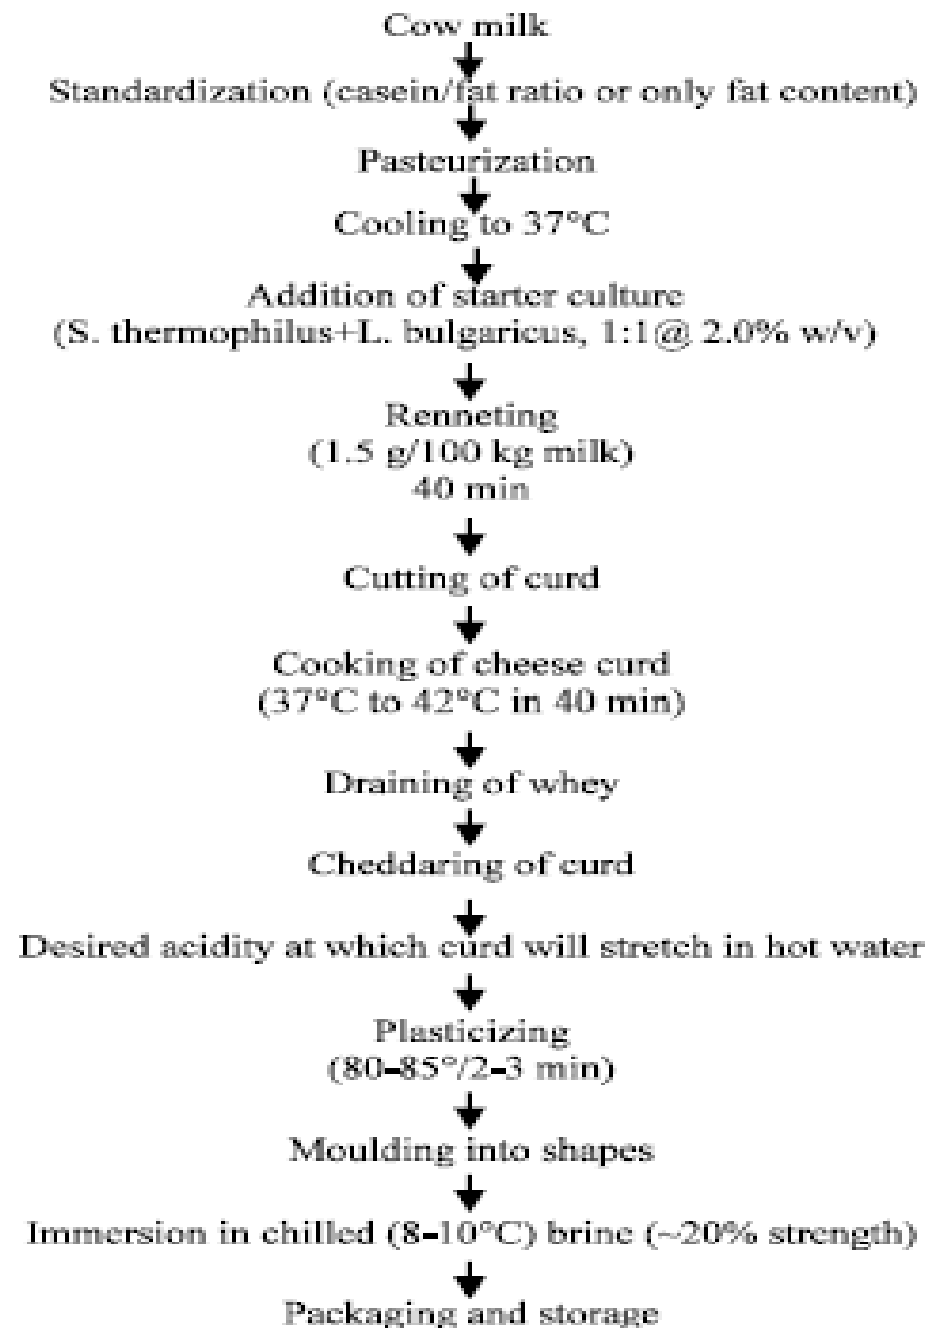 Cow milk
Standardization (casein/fat ratio or only fat content)
Pasteurization
Cooling to 37°C
Addition of starter culture
(S. thermophilus+L. bulgaricus, 1:1@ 2.0% w/v)
Renneting
(1.5 g/100 kg milk)
40 min
Cutting of curd
Cooking of cheese curd
(37°C to 42°C in 40 min)
Draining of whey
Cheddaring of curd
Desired acidity at which curd will stretch in hot water
Plasticizing
(80–85°/2–3 min)
Moulding into shapes
Immersion in chilled (8–10°C) brine (~20% strength)
Packaging and storage